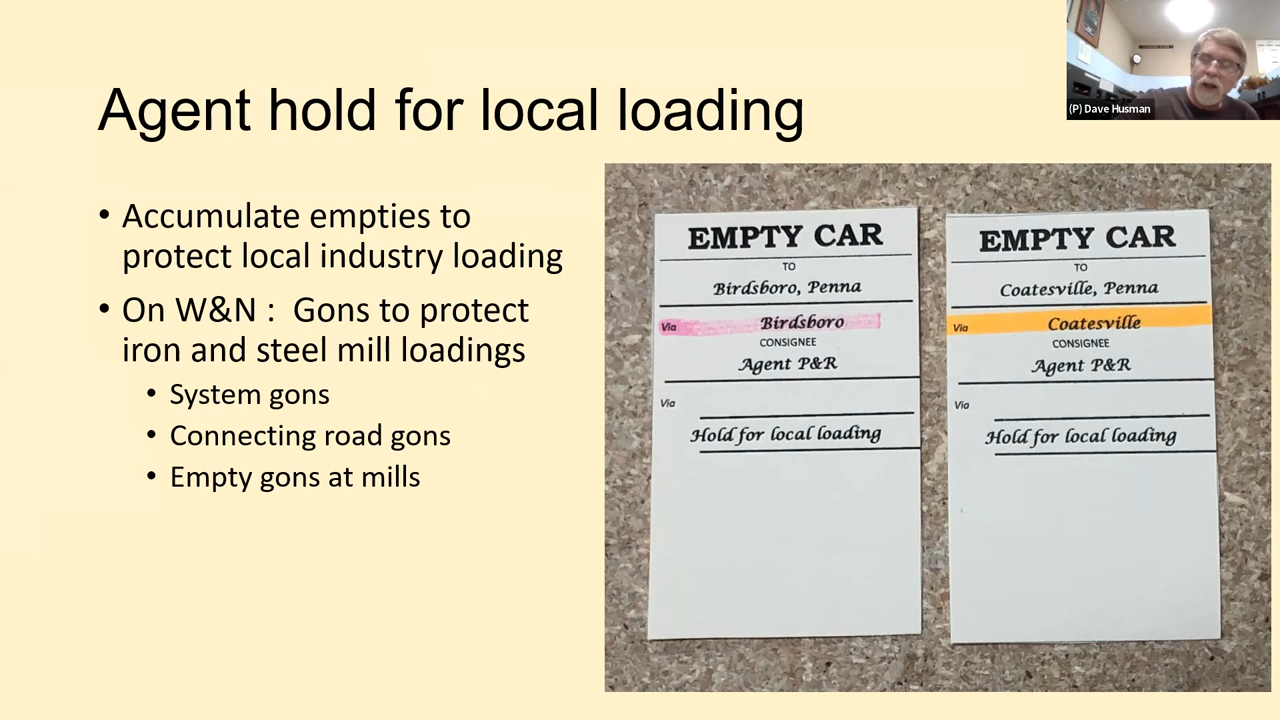 Agent hold for local loading
(P) Dave Husman
• Accumulate empties to
protect local industry loading
• On W&N : Gons to protect
iron and steel mill loadings
• System gons
• Connecting road gons
• Empty gons at mills
EMPTY CAR
TO
Birdsboro, Penna
Via Birdsboro
CONSIGNEE
Agent P&R
Via
Hold for local loading
EMPTY CAR
TO
Coatesville, Penna
Via Coatesville
CONSIGNEE
Agent P&R
Via
Hold for local loading